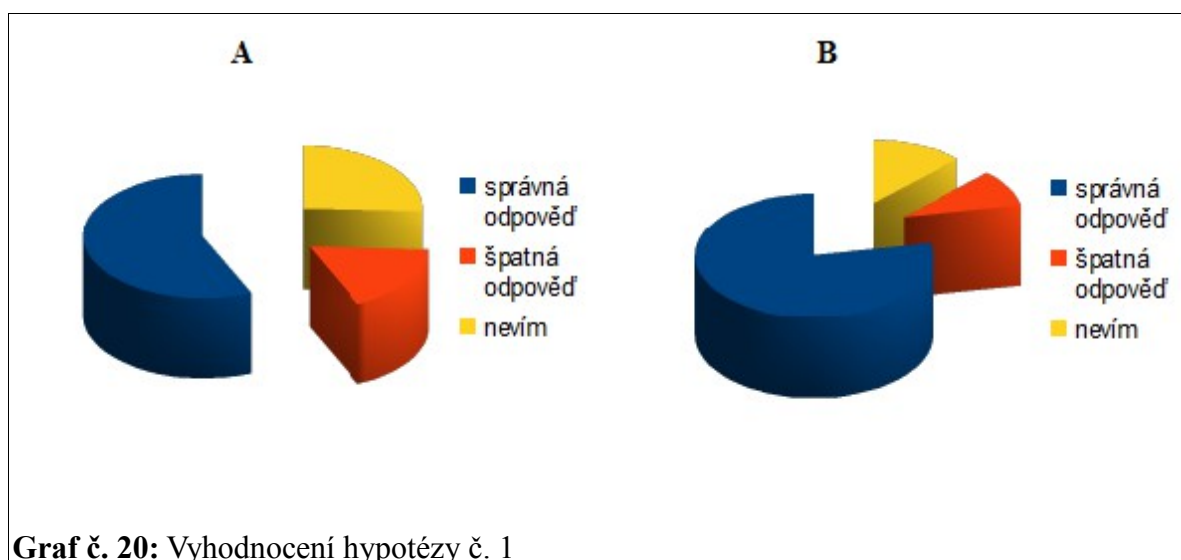 A
správná
odpověď
špatná
odpověď
nevím
B
správná
odpověď
špatná
odpověď
nevím
Graf č. 20: Vyhodnocení hypotézy č. 1